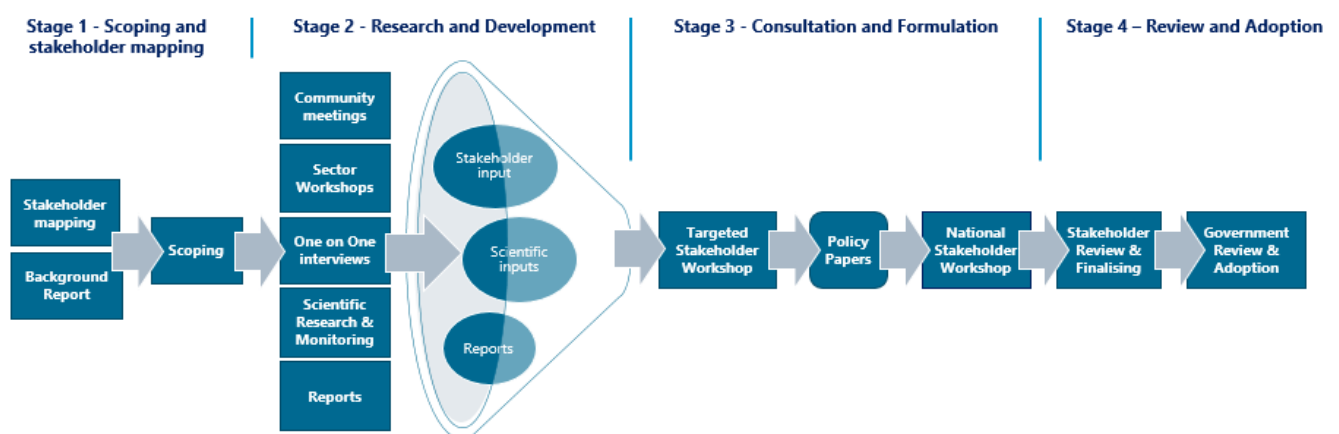 Stage 1 - Scoping and
stakeholder mapping
Stage 2 - Research and Development
Stage 3 - Consultation and Formulation
Stage 4 – Review and Adoption
Stakeholder
mapping
Background
Report
Scoping
Community
meetings
Sector
Workshops
One on One
interviews
Scientific
Research &
Monitoring
Reports
Stakeholder
input
Scientific
inputs
Reports
Targeted
Stakeholder
Workshop
Policy
Papers
National
Stakeholder
Workshop
Stakeholder
Review &
Finalising
Government
Review &
Adoption